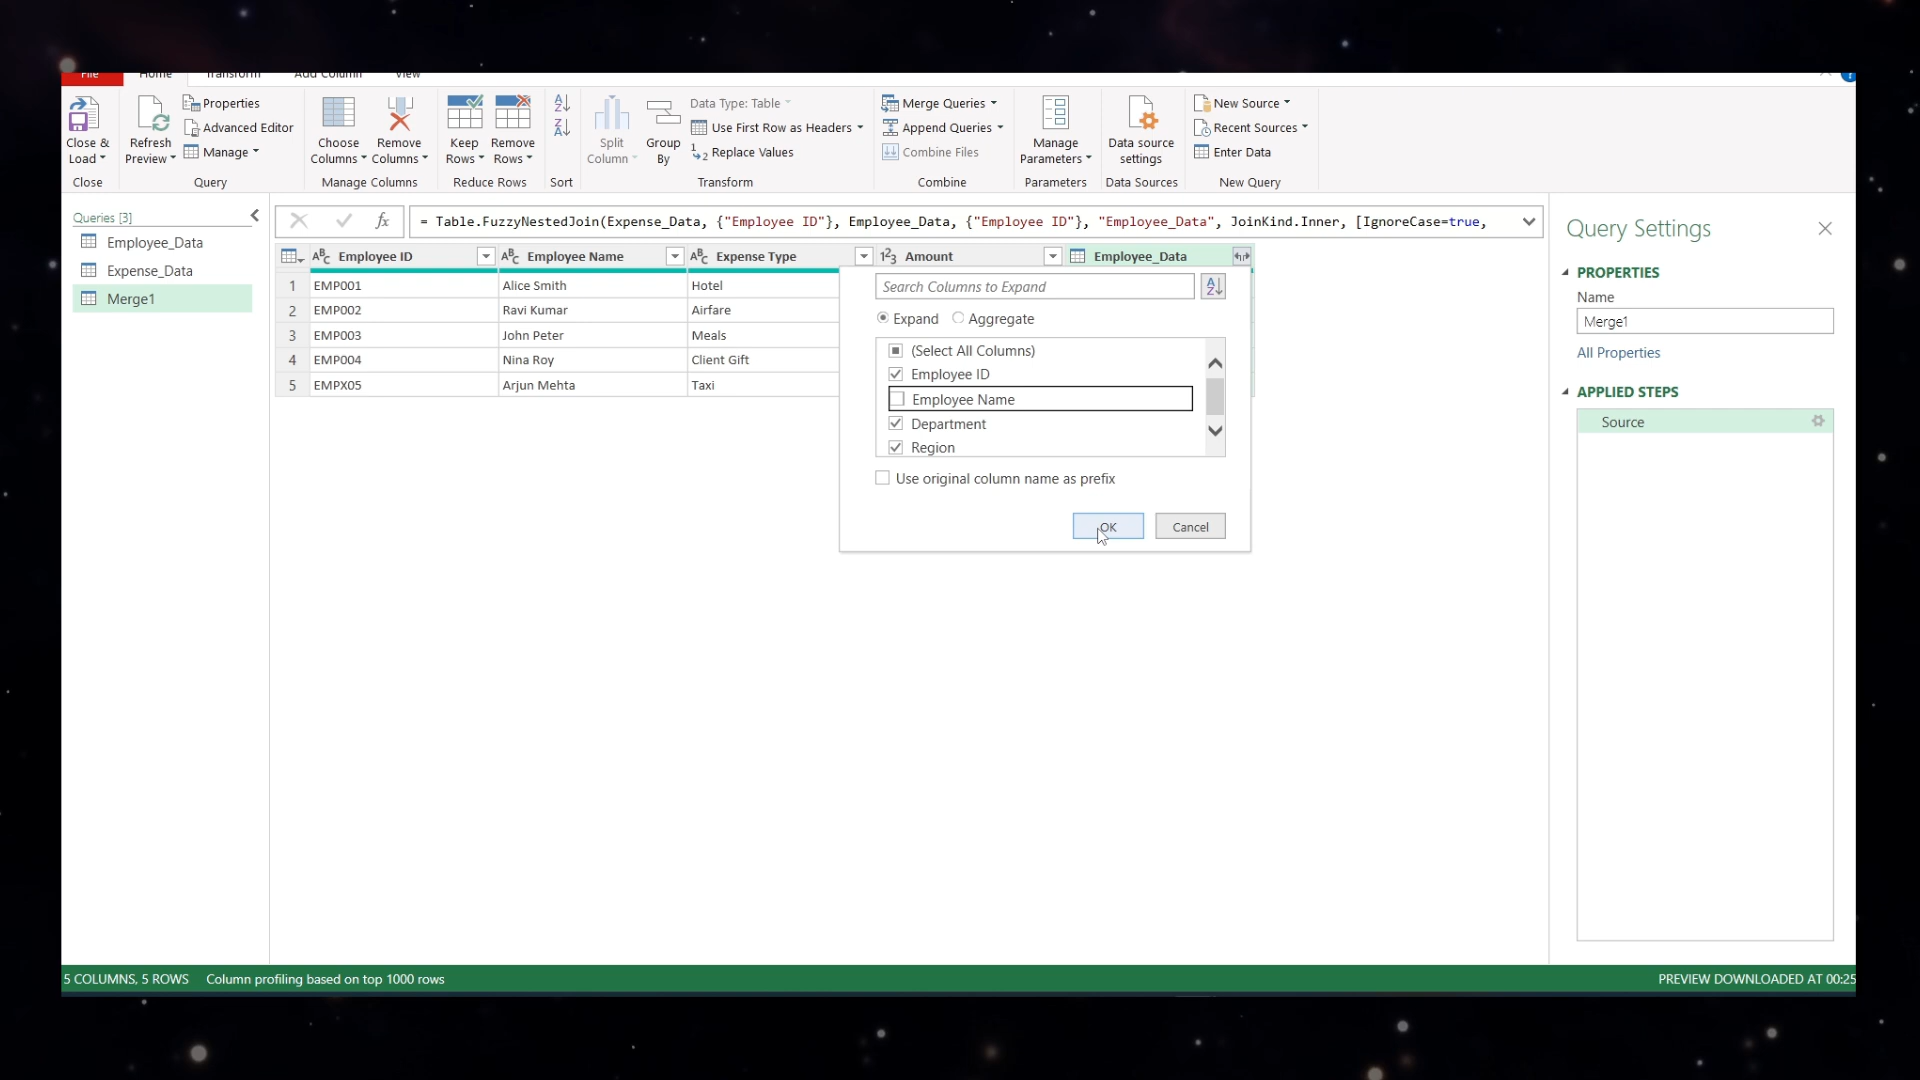 File Home Transform Add Column View
Close & Load
Close
Refresh Preview
Properties
Advanced Editor
Manage
Query
Choose Columns
Remove Columns
Manage Columns
Keep Rows
Remove Rows
Reduce Rows
Sort
Split Column
Group By
Data Type: Table
Use First Row as Headers
Replace Values
Transform
Merge Queries
Append Queries
Combine Files
Combine
Manage Parameters
Parameters
Data source settings
Data Sources
New Source
Recent Sources
Enter Data
New Query
Queries [3]
Employee_Data
Expense_Data
Merge1
fx = Table.FuzzyNestedJoin(Expense_Data, {"Employee ID"}, Employee_Data, {"Employee ID"}, "Employee_Data", JoinKind.Inner, [IgnoreCase=true,
Employee ID Employee Name Expense Type Amount Employee_Data
1 EMP001 Alice Smith Hotel
2 EMP002 Ravi Kumar Airfare
3 EMP003 John Peter Meals
4 EMP004 Nina Roy Client Gift
5 EMPX05 Arjun Mehta Taxi
Search Columns to Expand
Expand Aggregate
(Select All Columns)
Employee ID
Employee Name
Department
Region
Use original column name as prefix
OK Cancel
Query Settings
PROPERTIES
Name
Merge1
All Properties
APPLIED STEPS
Source
5 COLUMNS, 5 ROWS Column profiling based on top 1000 rows
PREVIEW DOWNLOADED AT 00:25